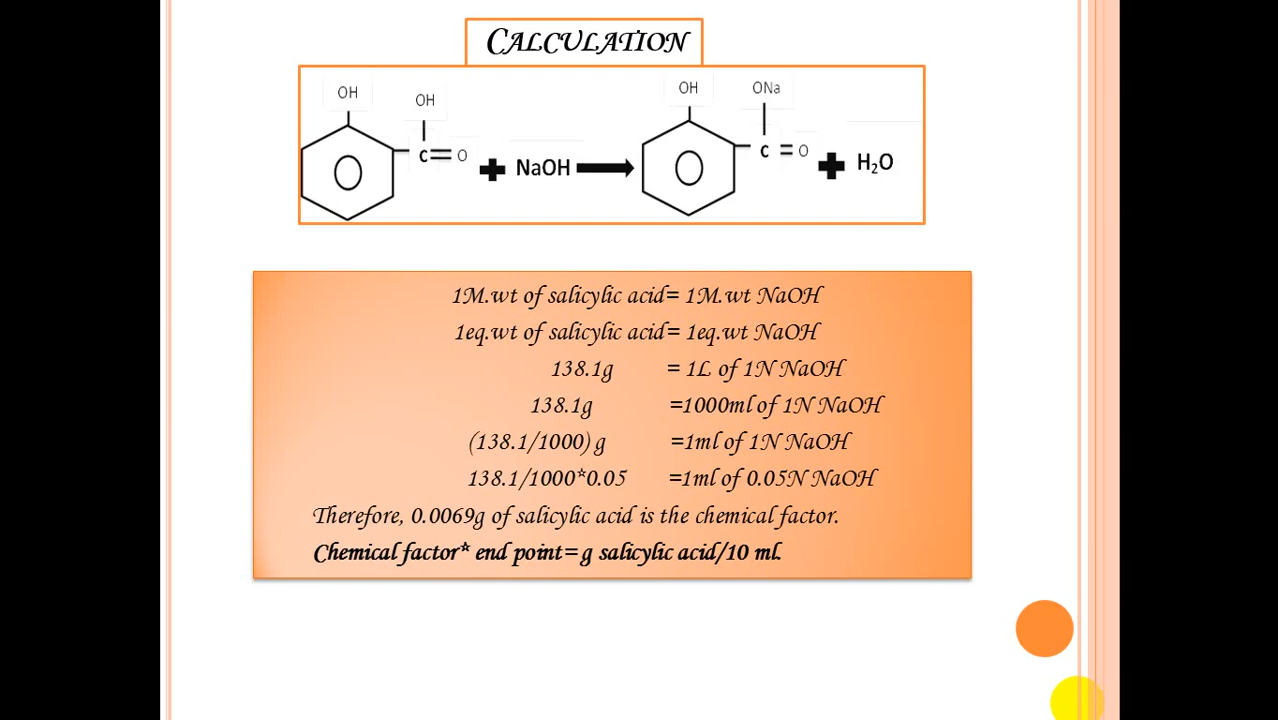 CALCULATION
OH OH OH ONa
C = O + NaOH → C = O + H₂O
1M.wt of salicylic acid= 1M.wt NaOH
1eq.wt of salicylic acid= 1eq.wt NaOH
138.1g = 1L of 1N NaOH
138.1g =1000ml of 1N NaOH
(138.1/1000) g =1ml of 1N NaOH
138.1/1000*0.05 =1ml of 0.05N NaOH
Therefore, 0.0069g of salicylic acid is the chemical factor.
Chemical factor* end point= g salicylic acid/10 ml.